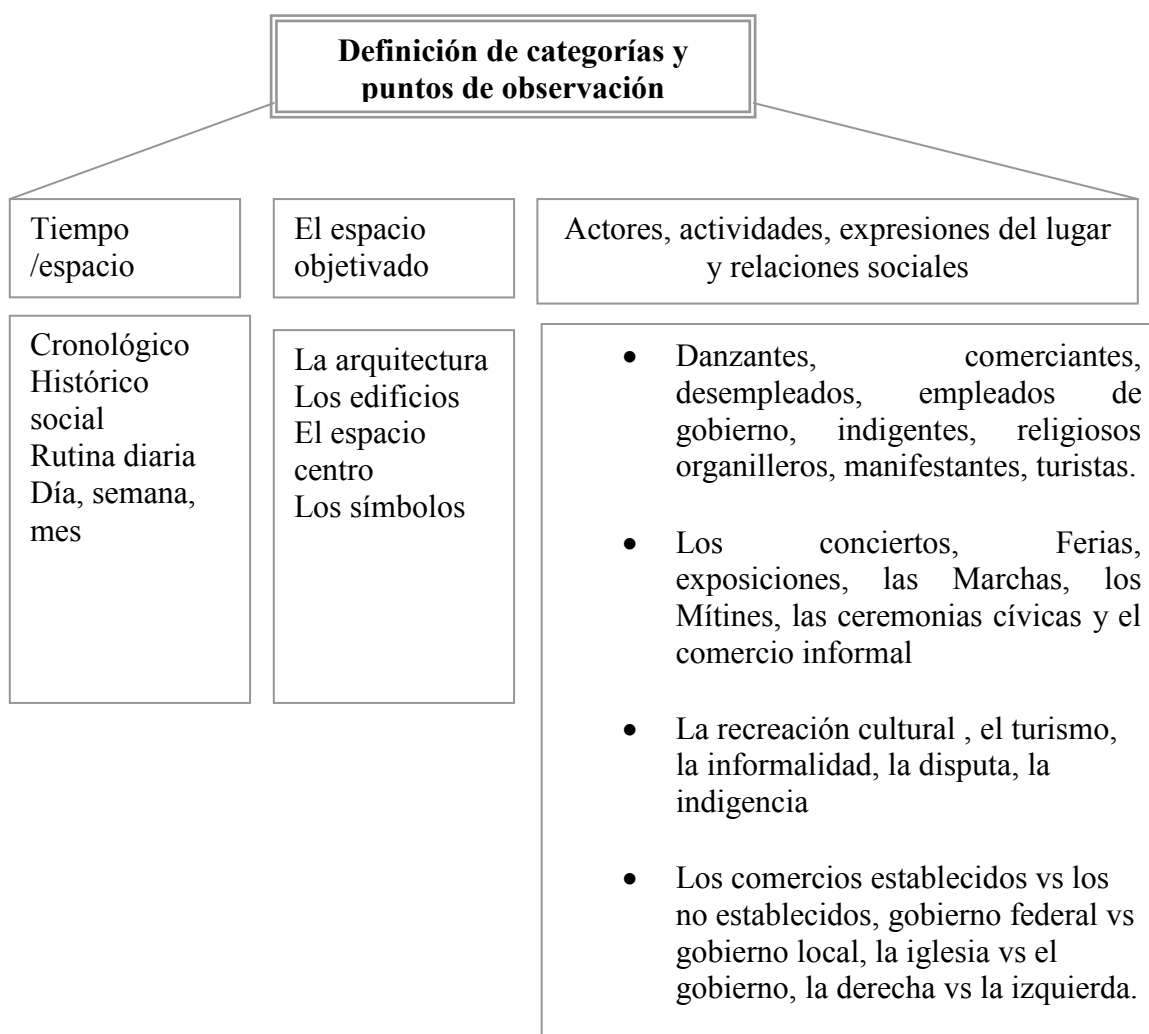 Definición de categorías y
puntos de observación
Tiempo
/espacio
El espacio
objetivado
Actores, actividades, expresiones del lugar
y relaciones sociales
Cronológico
Histórico
social
Rutina diaria
Día, semana,
mes
La arquitectura
Los edificios
El espacio
centro
Los símbolos
• Danzantes, comerciantes,
desempleados, empleados de
gobierno, indigentes, religiosos
organilleros, manifestantes, turistas.
• Los conciertos, Ferias,
exposiciones, las Marchas, los
Mítines, las ceremonias cívicas y el
comercio informal
• La recreación cultural , el turismo,
la informalidad, la disputa, la
indigencia
• Los comercios establecidos vs los
no establecidos, gobierno federal vs
gobierno local, la iglesia vs el
gobierno, la derecha vs la izquierda.